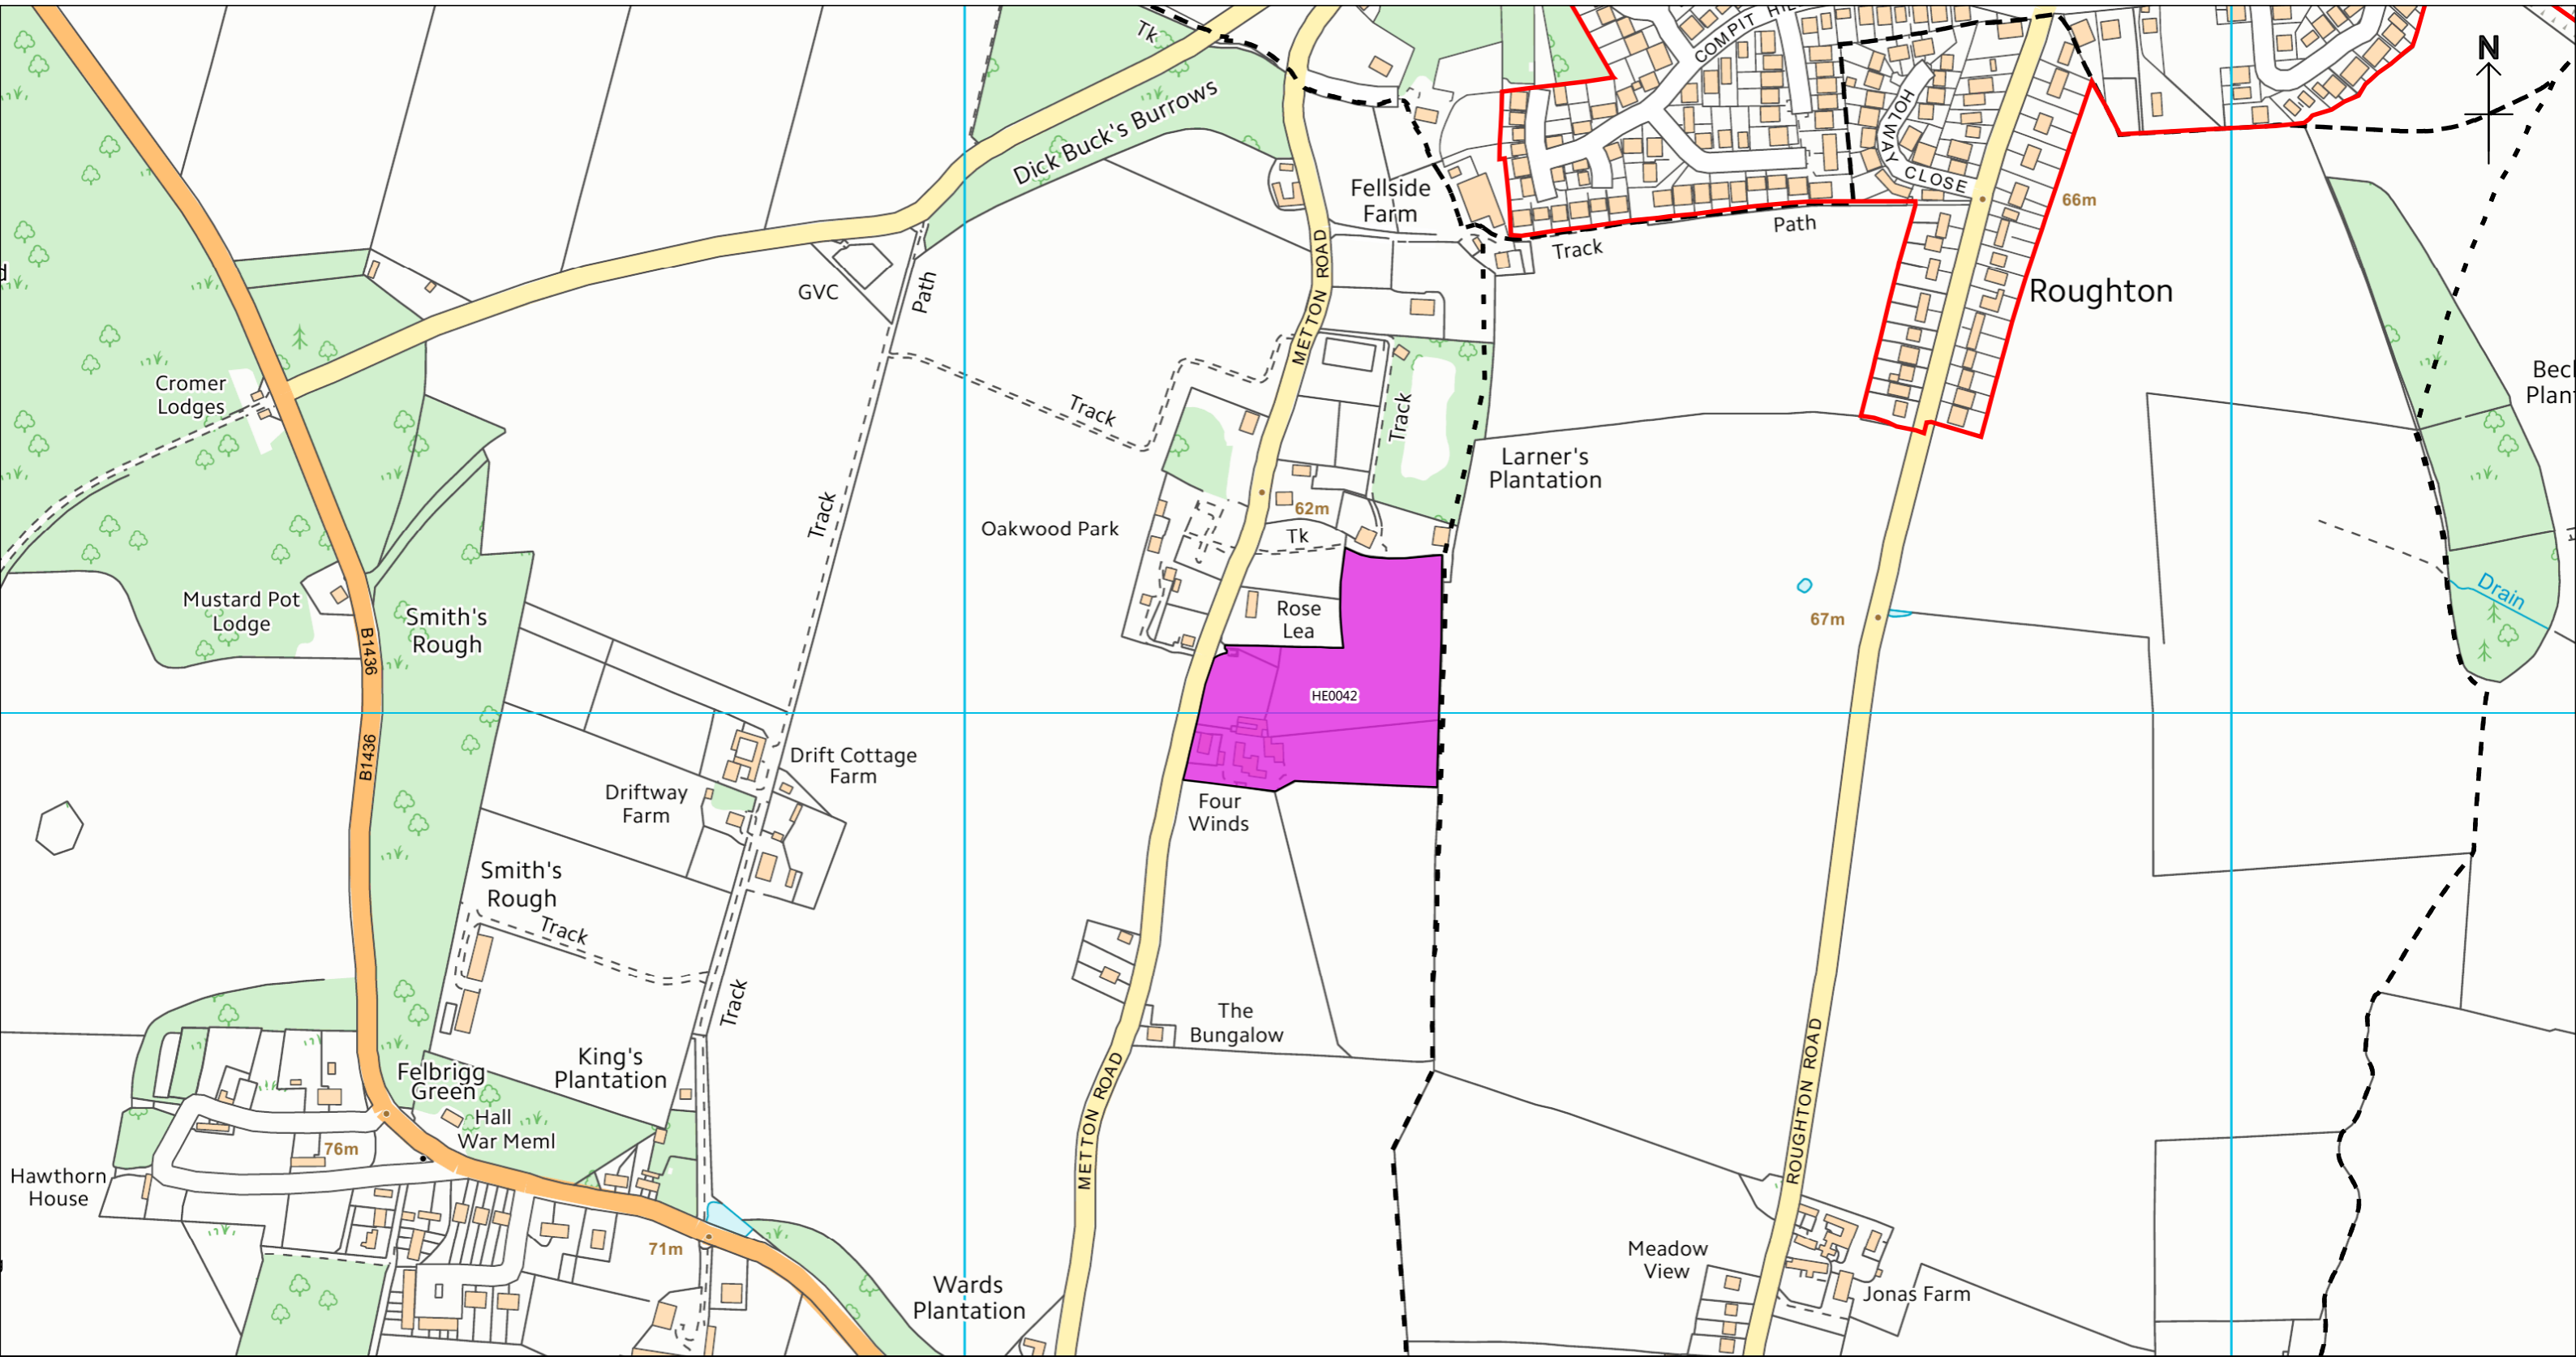 Tk
COMPIT HIL
N
Dick Buck's Burrows
HOLWAY
CLOSE
Fellside
Farm
66m
Path
Track
METTON ROAD
Path
GVC
Roughton
Cromer
Lodges
Track
Track
Larner's
Plantation
Track
62m
Oakwood Park
Tk
Mustard Pot
Lodge
Smith's
Rough
Rose
Lea
67m
Drain
B1436
HE0042
B1436
Drift Cottage
Farm
Driftway
Farm
Four
Winds
Smith's
Rough
Track
Track
The
Bungalow
King's
Plantation
Felbrigg
Green
Hall
War Meml
76m
METTON ROAD
ROUGHTON ROAD
Hawthorn
House
71m
Meadow
View
Wards
Plantation
Jonas Farm